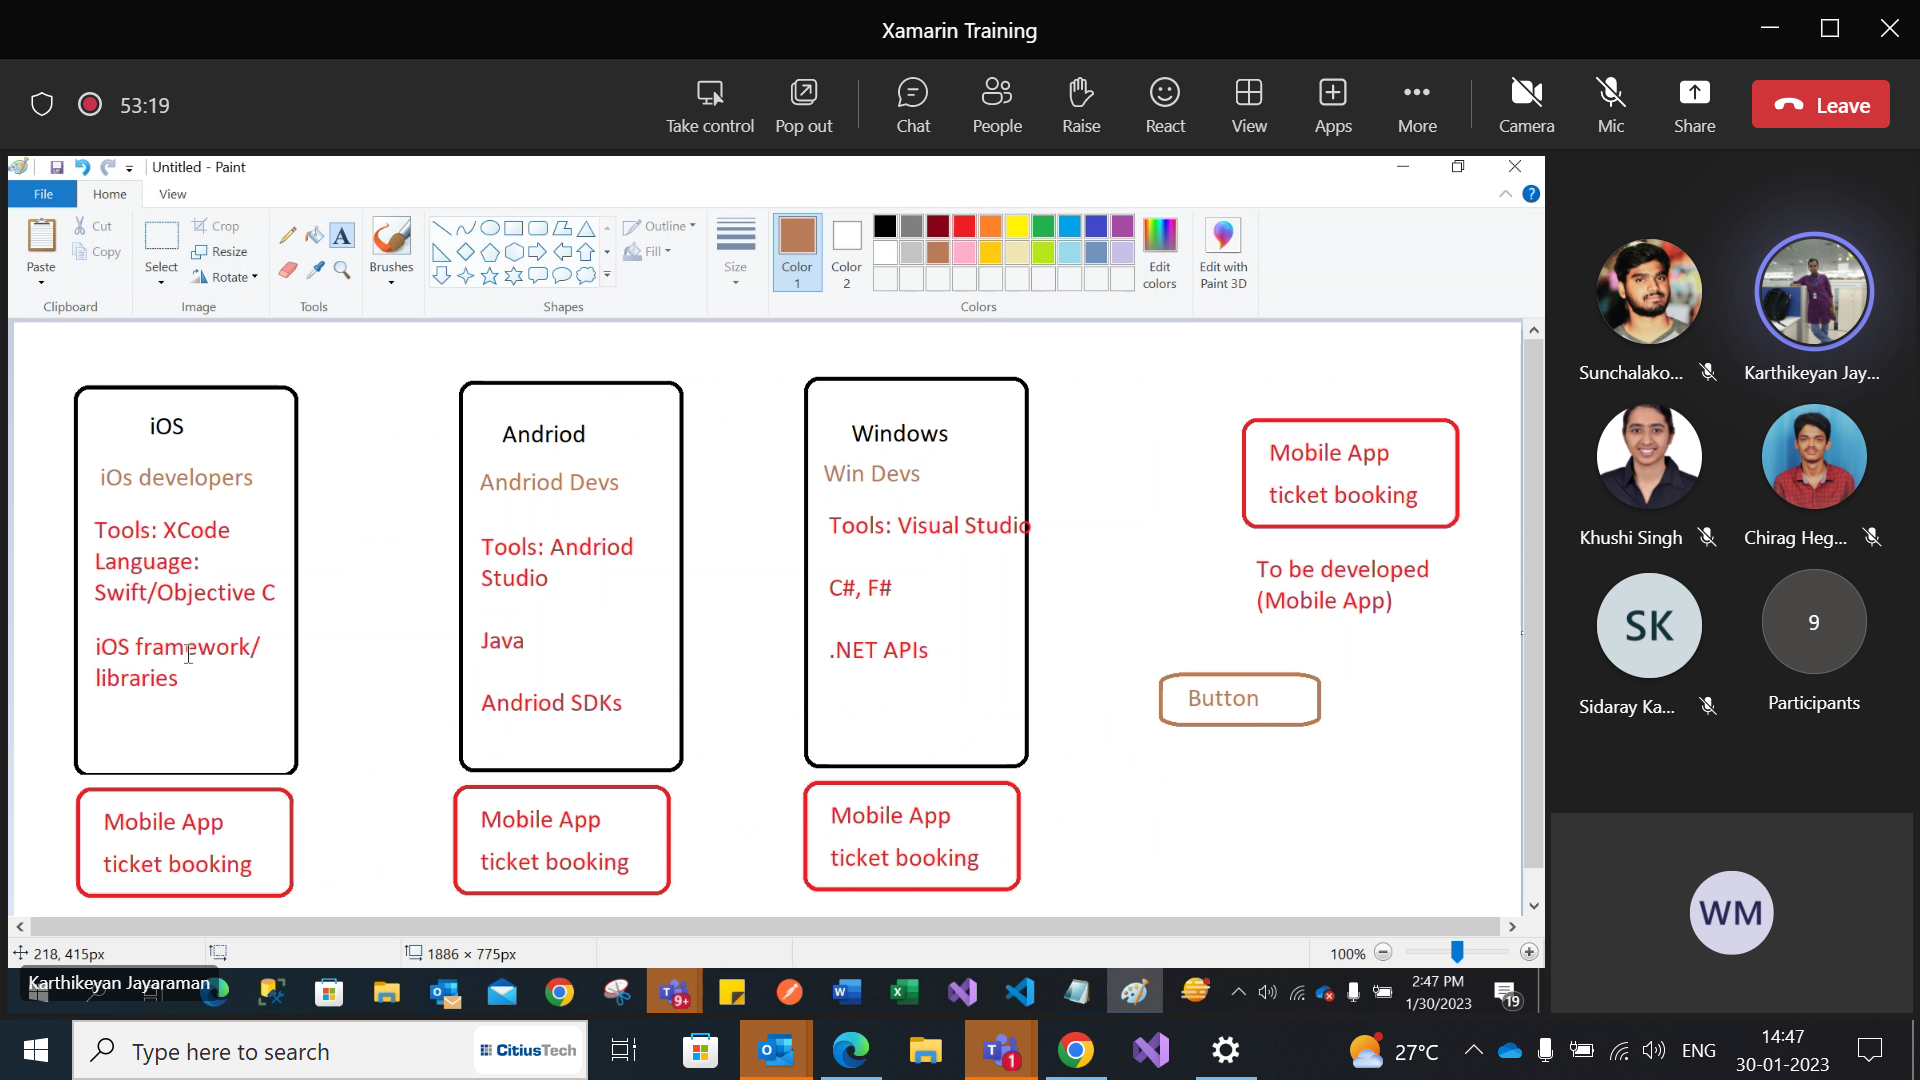 Xamarin Training
53:19
Take control
Pop out
Chat
People
Raise
React
View
Apps
More
Camera
Mic
Share
Leave
Untitled - Paint
File
Home
View
Paste
Cut
Copy
Clipboard
Select
Crop
Resize
Rotate
Image
A
Tools
Brushes
Shapes
Outline
Fill
Size
Color
1
Color
2
Colors
Edit
colors
Edit with
Paint 3D
iOS
iOs developers
Tools: XCode
Language:
Swift/Objective C
iOS framework/
libraries
Mobile App
ticket booking
Andriod
Andriod Devs
Tools: Andriod
Studio
Java
Andriod SDKs
Mobile App
ticket booking
Windows
Win Devs
Tools: Visual Studio
C#, F#
.NET APIs
Mobile App
ticket booking
Mobile App
ticket booking
To be developed
(Mobile App)
Button
Sunchalako...
Karthikeyan Jay...
Khushi Singh
Chirag Heg...
SK
9
Sidaray Ka...
Participants
WM
218, 415px
1886 × 775px
100%
Karthikeyan Jayaraman
9+
2:47 PM
1/30/2023
19
Type here to search
CitiusTech
1
27°C
ENG
14:47
30-01-2023